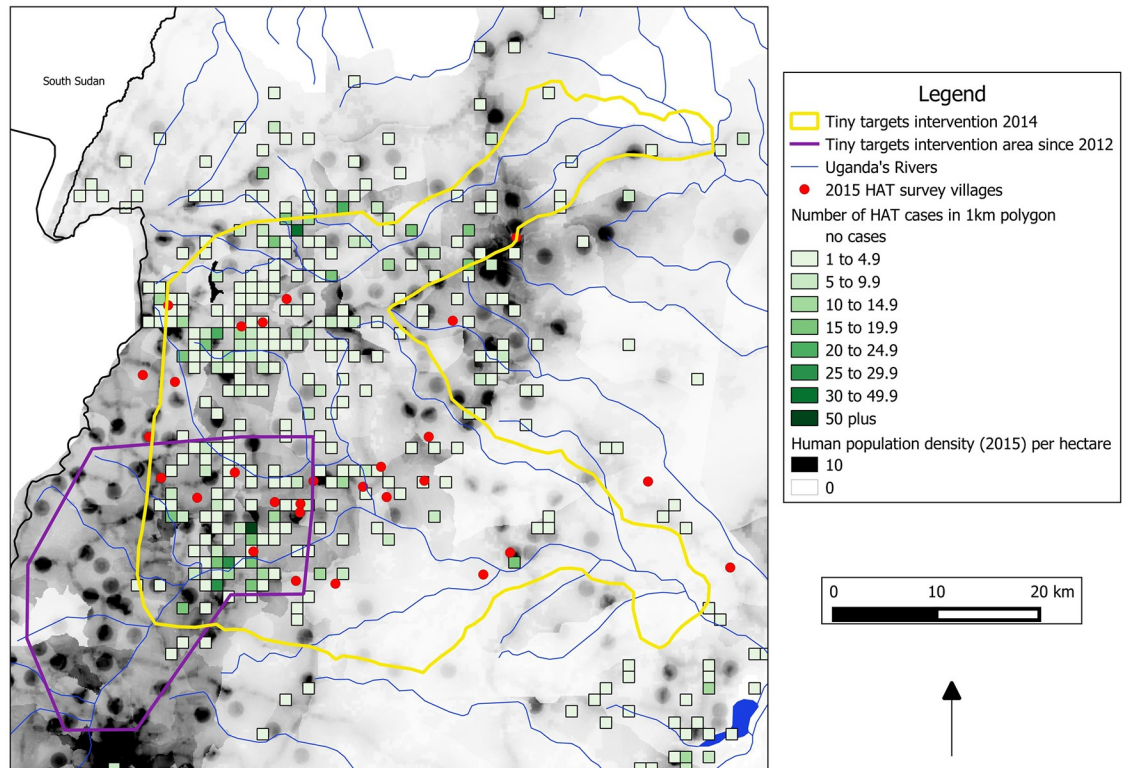 South Sudan
Legend
Tiny targets intervention 2014
Tiny targets intervention area since 2012
Uganda's Rivers
2015 HAT survey villages
Number of HAT cases in 1km polygon
no cases
1 to 4.9
5 to 9.9
10 to 14.9
15 to 19.9
20 to 24.9
25 to 29.9
30 to 49.9
50 plus
Human population density (2015) per hectare
10
0
0 10 20 km